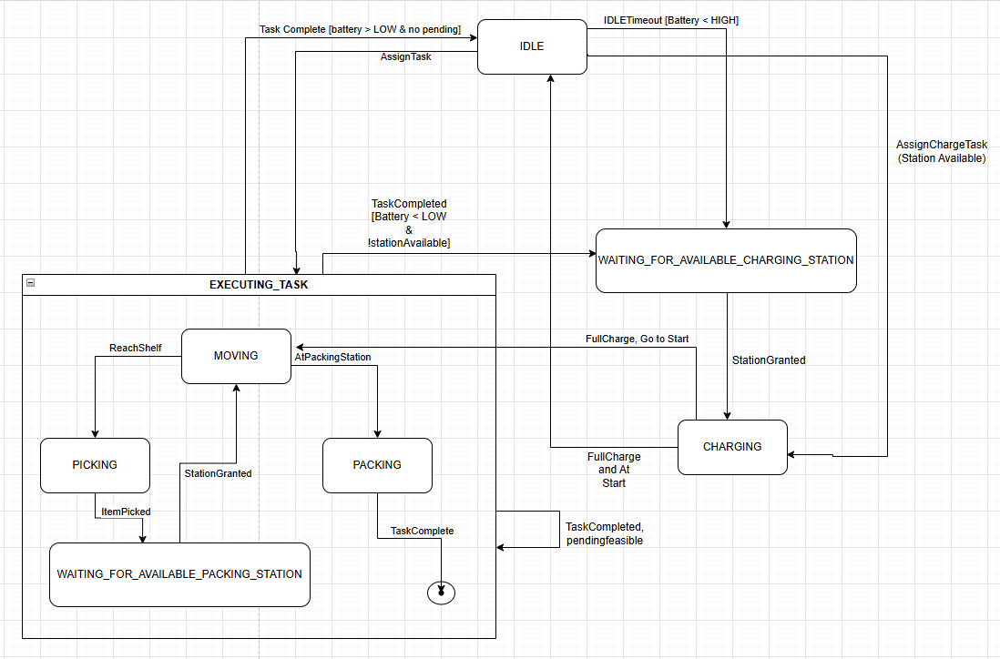 IDLETimeout [Battery < HIGH]
Task Complete [battery > LOW & no pending]
IDLE
AssignTask
AssignChargeTask
(Station Available)
TaskCompleted
[Battery < LOW
&
!stationAvailable]
WAITING_FOR_AVAILABLE_CHARGING_STATION
EXECUTING_TASK
FullCharge, Go to Start
ReachShelf
MOVING
AtPackingStation
StationGranted
CHARGING
FullCharge
and At
Start
PICKING
StationGranted
PACKING
ItemPicked
TaskComplete
TaskCompleted,
pendingfeasible
WAITING_FOR_AVAILABLE_PACKING_STATION